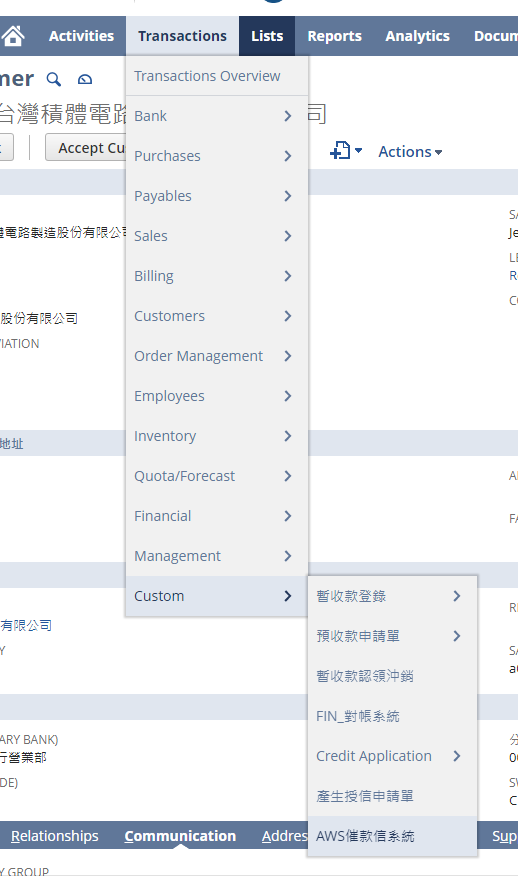 Activities Transactions Lists Reports Analytics Docum
mer
Transactions Overview
台灣積體電路
司
Bank
Accept Cu
Actions
Purchases
Payables
SA
體電路製造股份有限公司
Sales
Je
LE
Billing
R
CO
股份有限公司
Customers
/IATION
Order Management
Employees
地址
Inventory
Quota/Forecast
Financial
FA
Management
Custom
暫收款登錄
預收款申請單
暫收款認領沖銷
FIN_對帳系統
Credit Application
產生授信申請單
AWS催款信系統
有限公司
RE
Y
SA
ARY BANK)
行營業部
DE)
SW
Relationships Communication Addres Sup
Y GROUP